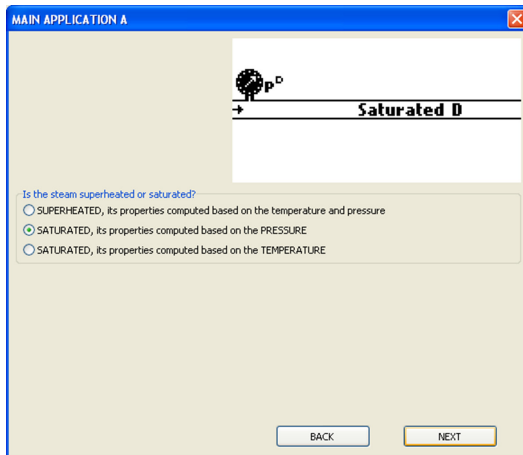 MAIN APPLICATION A
pD
Saturated D
Is the steam superheated or saturated?
SUPERHEATED, its properties computed based on the temperature and pressure
SATURATED, its properties computed based on the PRESSURE
SATURATED, its properties computed based on the TEMPERATURE
BACK
NEXT